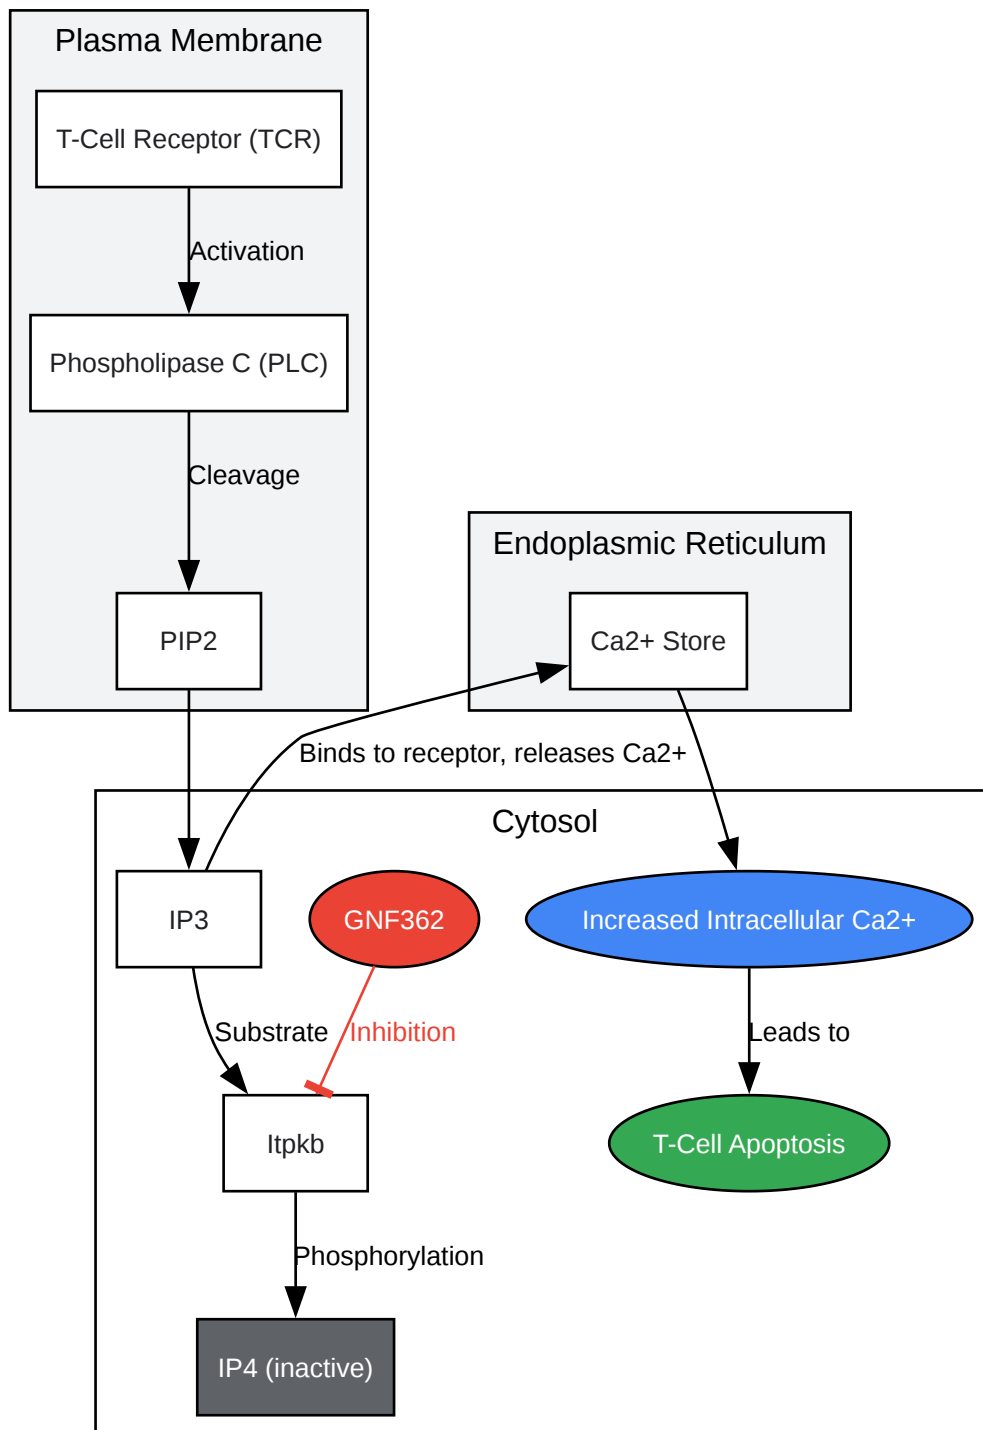 Plasma Membrane
T-Cell Receptor (TCR)
Activation
Phospholipase C (PLC)
Cleavage
Endoplasmic Reticulum
PIP2
Ca2+ Store
Binds to receptor, releases Ca2+
Cytosol
IP3
GNF362
Increased Intracellular Ca2+
Substrate
Inhibition
Leads to
Itpkb
T-Cell Apoptosis
Phosphorylation
IP4 (inactive)